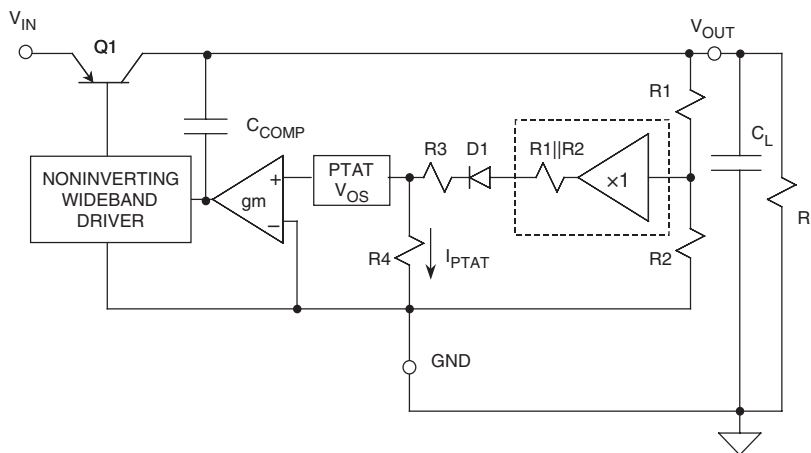 VIN
Q1
VOUT
R1
CCOMP
R3
D1
R1||R2
CL
NONINVERTING
WIDEBAND
DRIVER
+
gm
−
PTAT
VOS
×1
R
R4
IPTAT
R2
GND